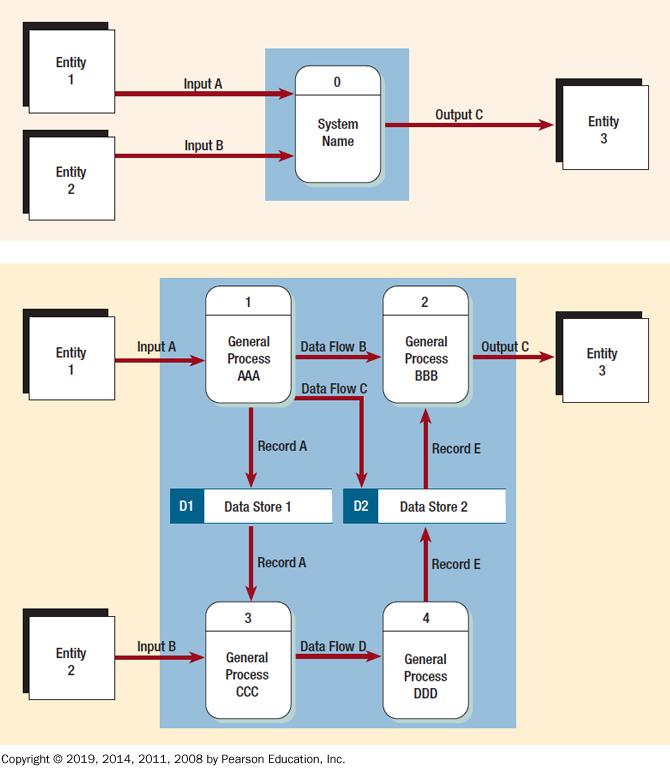 Entity
1
Input A
0
System
Name
Output C
Entity
3
Input B
Entity
2
1
General
Process
AAA
2
General
Process
BBB
Entity
1
Input A
Data Flow B
Output C
Entity
3
Data Flow C
Record A
Record E
D1 Data Store 1
D2 Data Store 2
Record A
Record E
Entity
2
Input B
3
General
Process
CCC
Data Flow D
4
General
Process
DDD
Copyright © 2019, 2014, 2011, 2008 by Pearson Education, Inc.